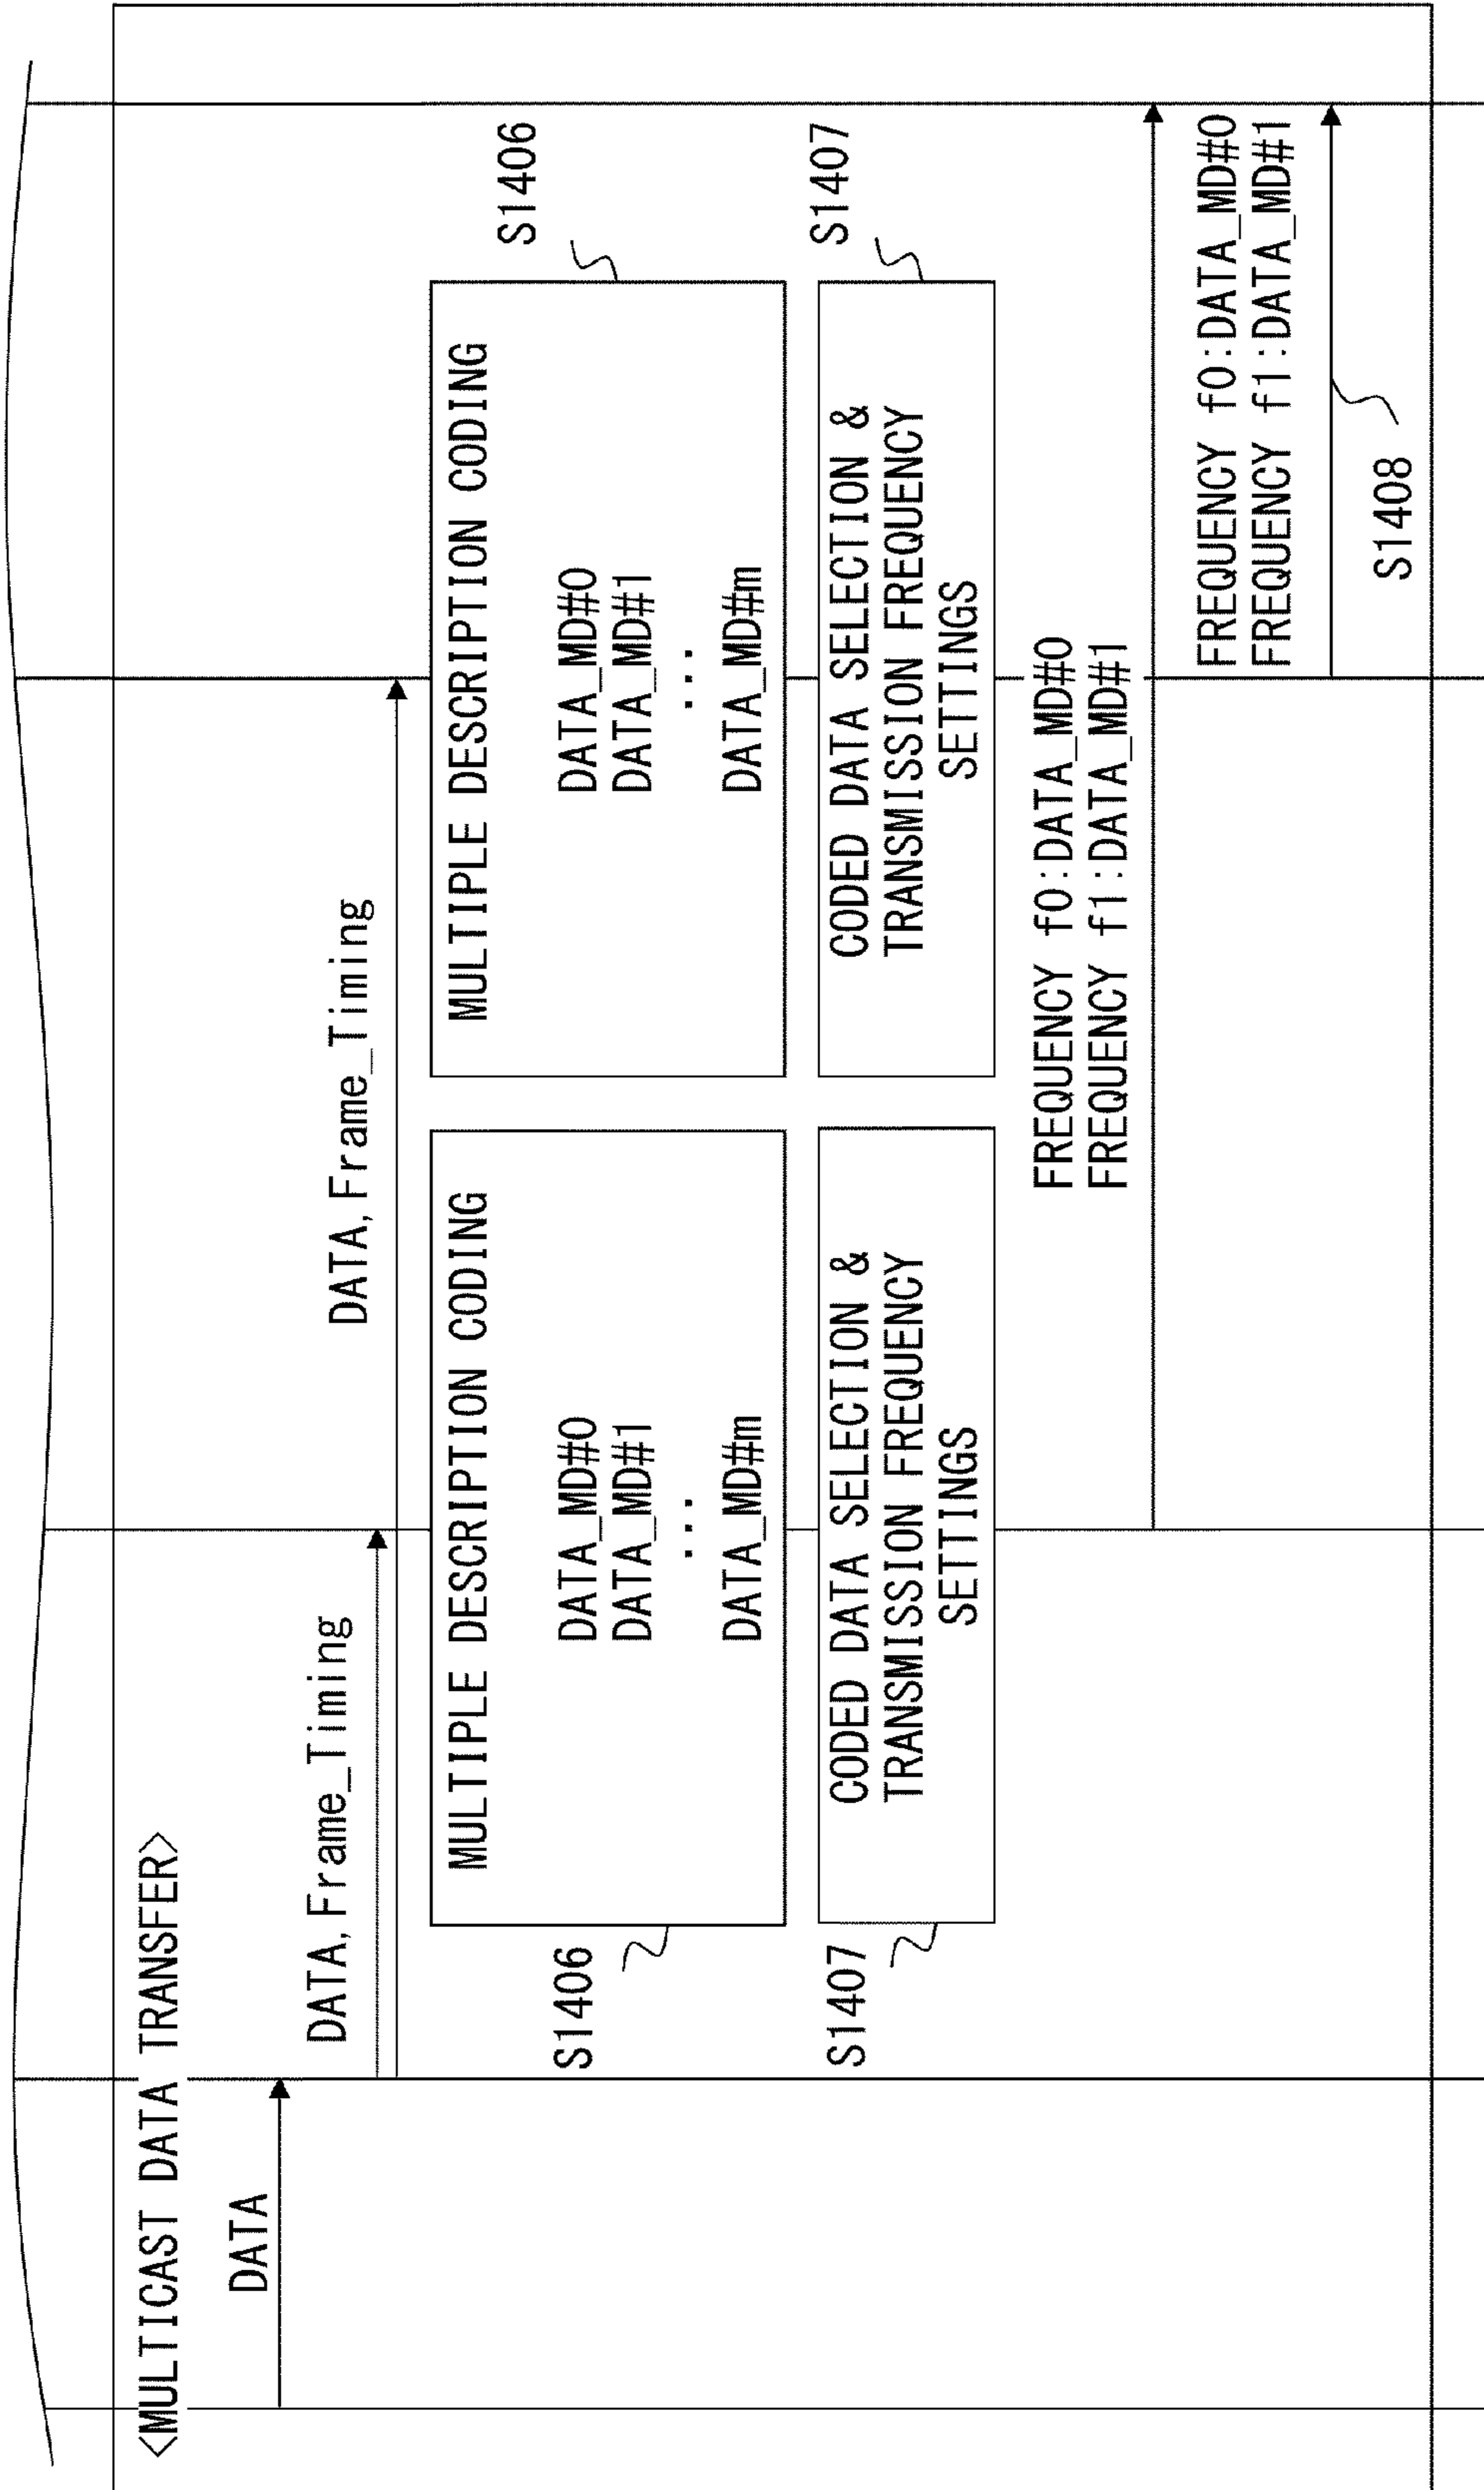 <MULTICAST DATA TRANSFER>
DATA
DATA,Frame_Timing
DATA,Frame_Timing
S1406
MULTIPLE DESCRIPTION CODING
DATA_MD#0
DATA_MD#1
...
DATA_MD#m
MULTIPLE DESCRIPTION CODING
DATA_MD#0
DATA_MD#1
...
DATA_MD#m
S1406
S1407
CODED DATA SELECTION &
TRANSMISSION FREQUENCY
SETTINGS
CODED DATA SELECTION &
TRANSMISSION FREQUENCY
SETTINGS
S1407
FREQUENCY f0:DATA_MD#0
FREQUENCY f1:DATA_MD#1
FREQUENCY f0:DATA_MD#0
FREQUENCY f1:DATA_MD#1
S1408